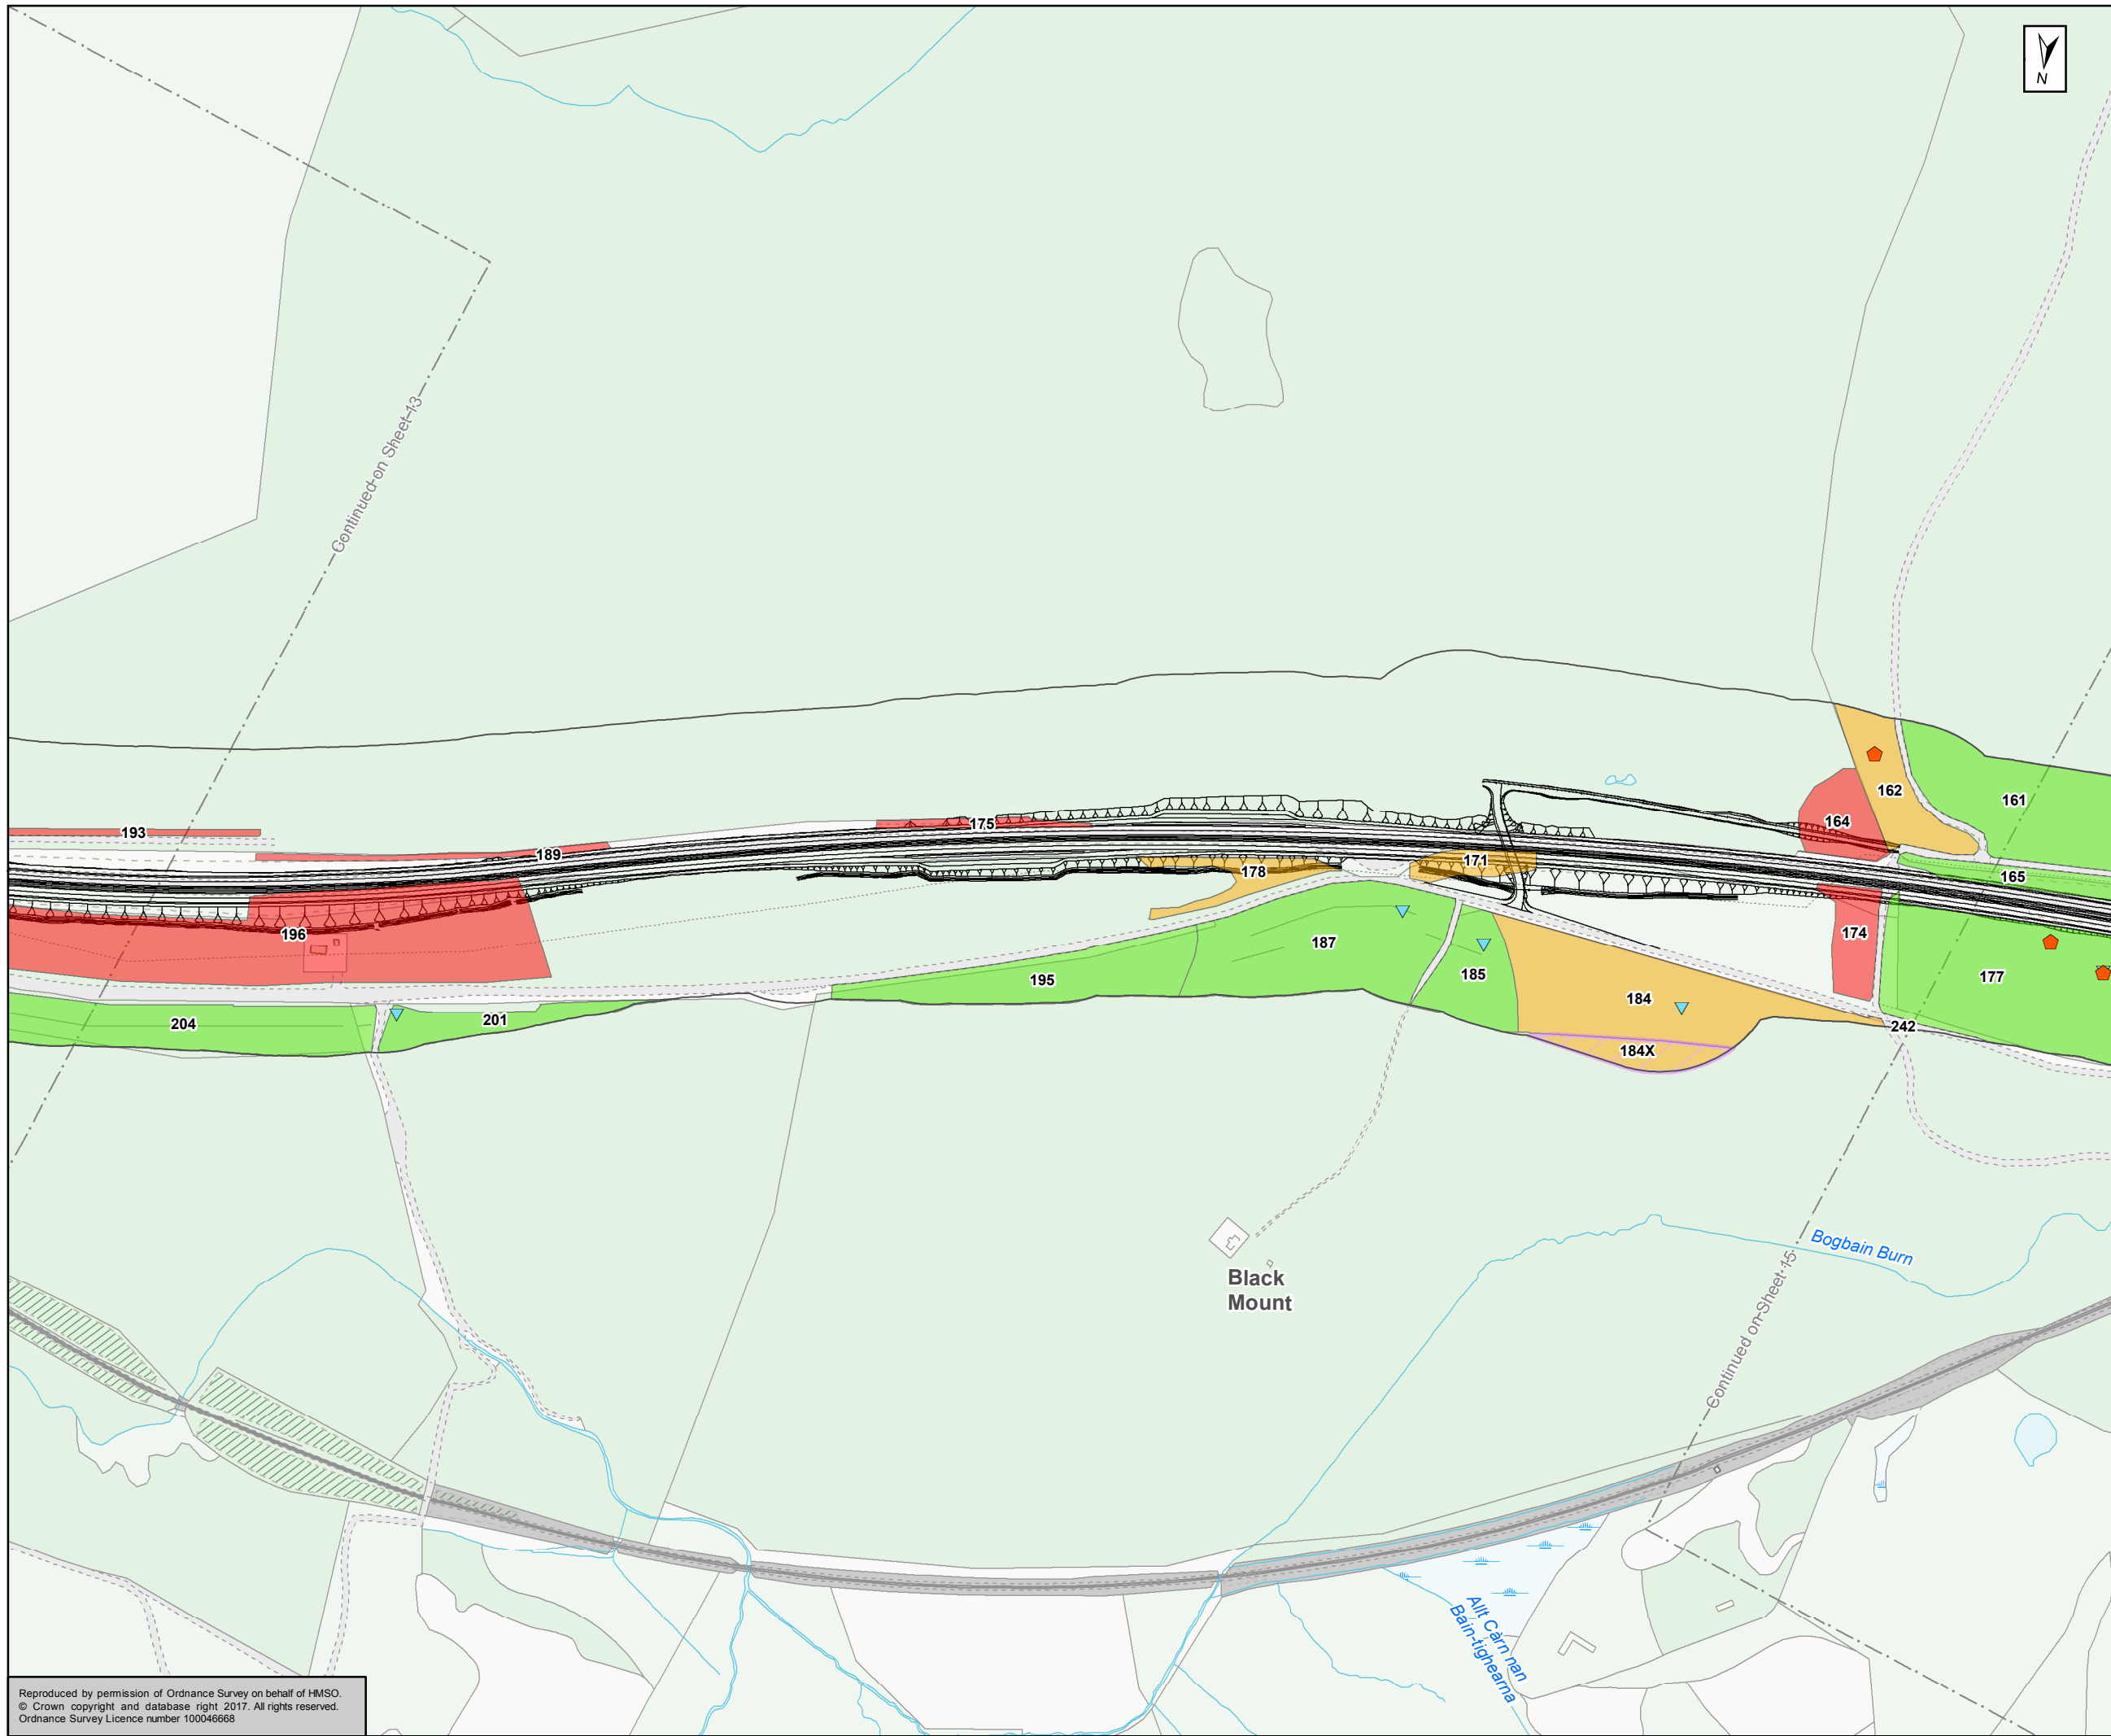 N
Continued on Sheet 13
162
161
193
175
164
189
171
178
165
196
187
174
185
177
195
184
204
201
242
184X
Bogbain Burn
Black
Mount
Continued on Sheet 15
Allt Càrn nan
Bain-tighearna
Reproduced by permission of Ordnance Survey on behalf of HMSO.
© Crown copyright and database right 2017. All rights reserved.
Ordnance Survey Licence number 100046668